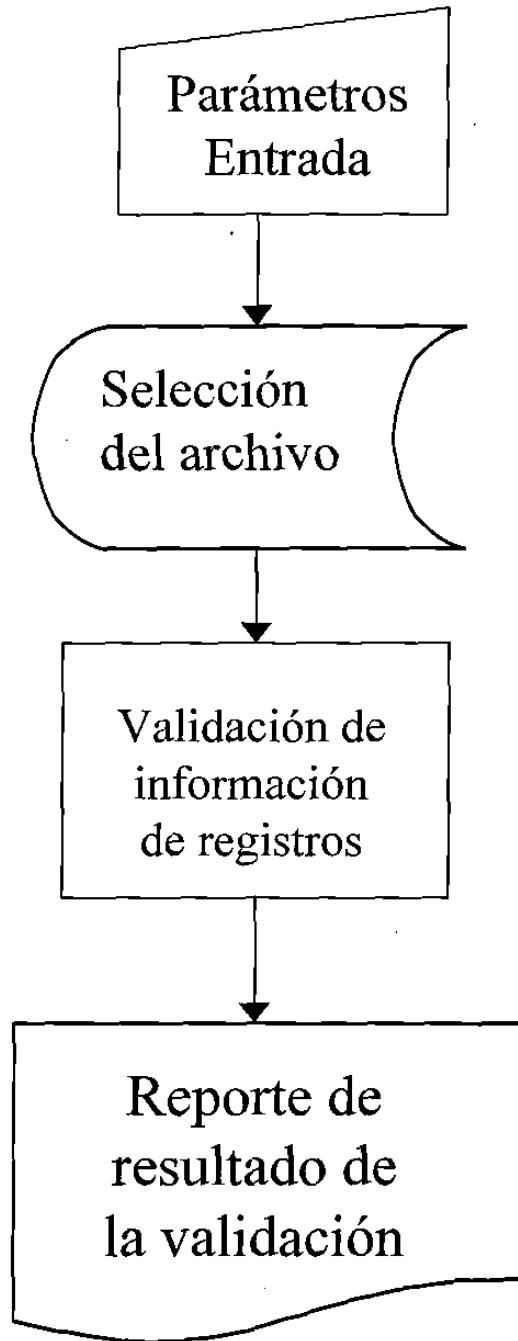 Parámetros
Entrada
Selección
del archivo
Validación de
información
de registros
Reporte de
resultado de
la validación